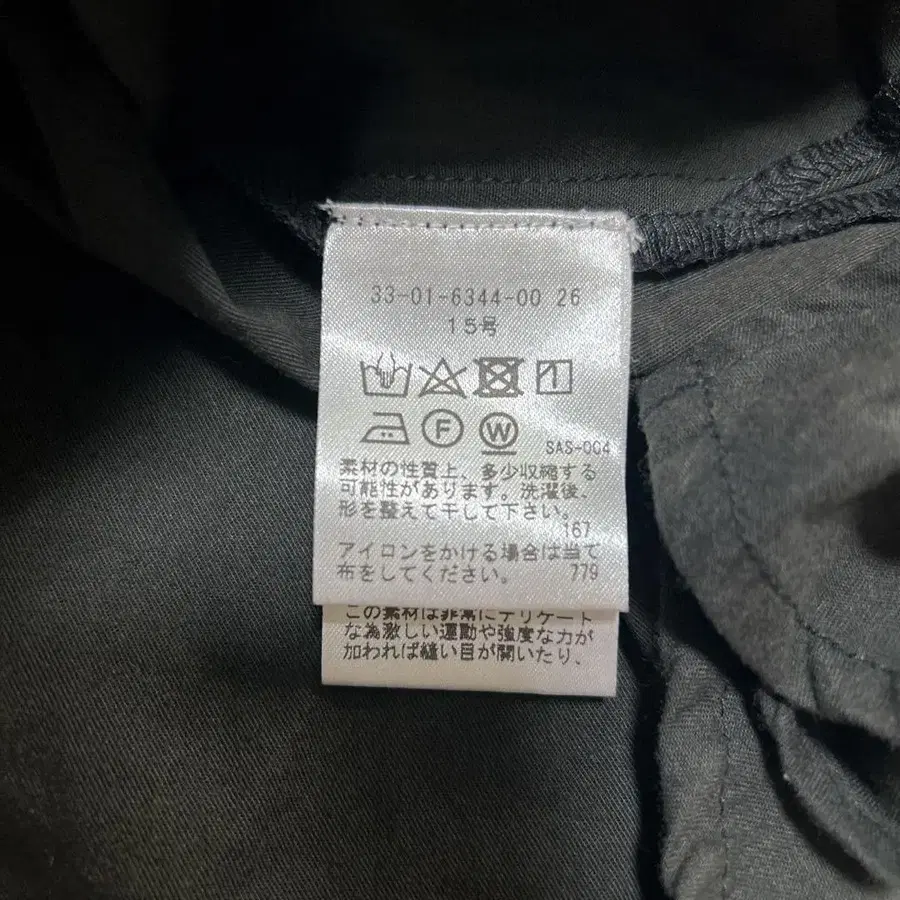 33-01-6344-00 26
15号
F W
SAS-004
素材の性質上、多少収縮する
可能性があります。洗濯後、
形を整えて干して下さい。
167
アイロンをかける場合は当て
布をしてください。 779
この素材は非常にデリケート
な為激しい運動や強度な力が
加われば縫い目が開いたり、